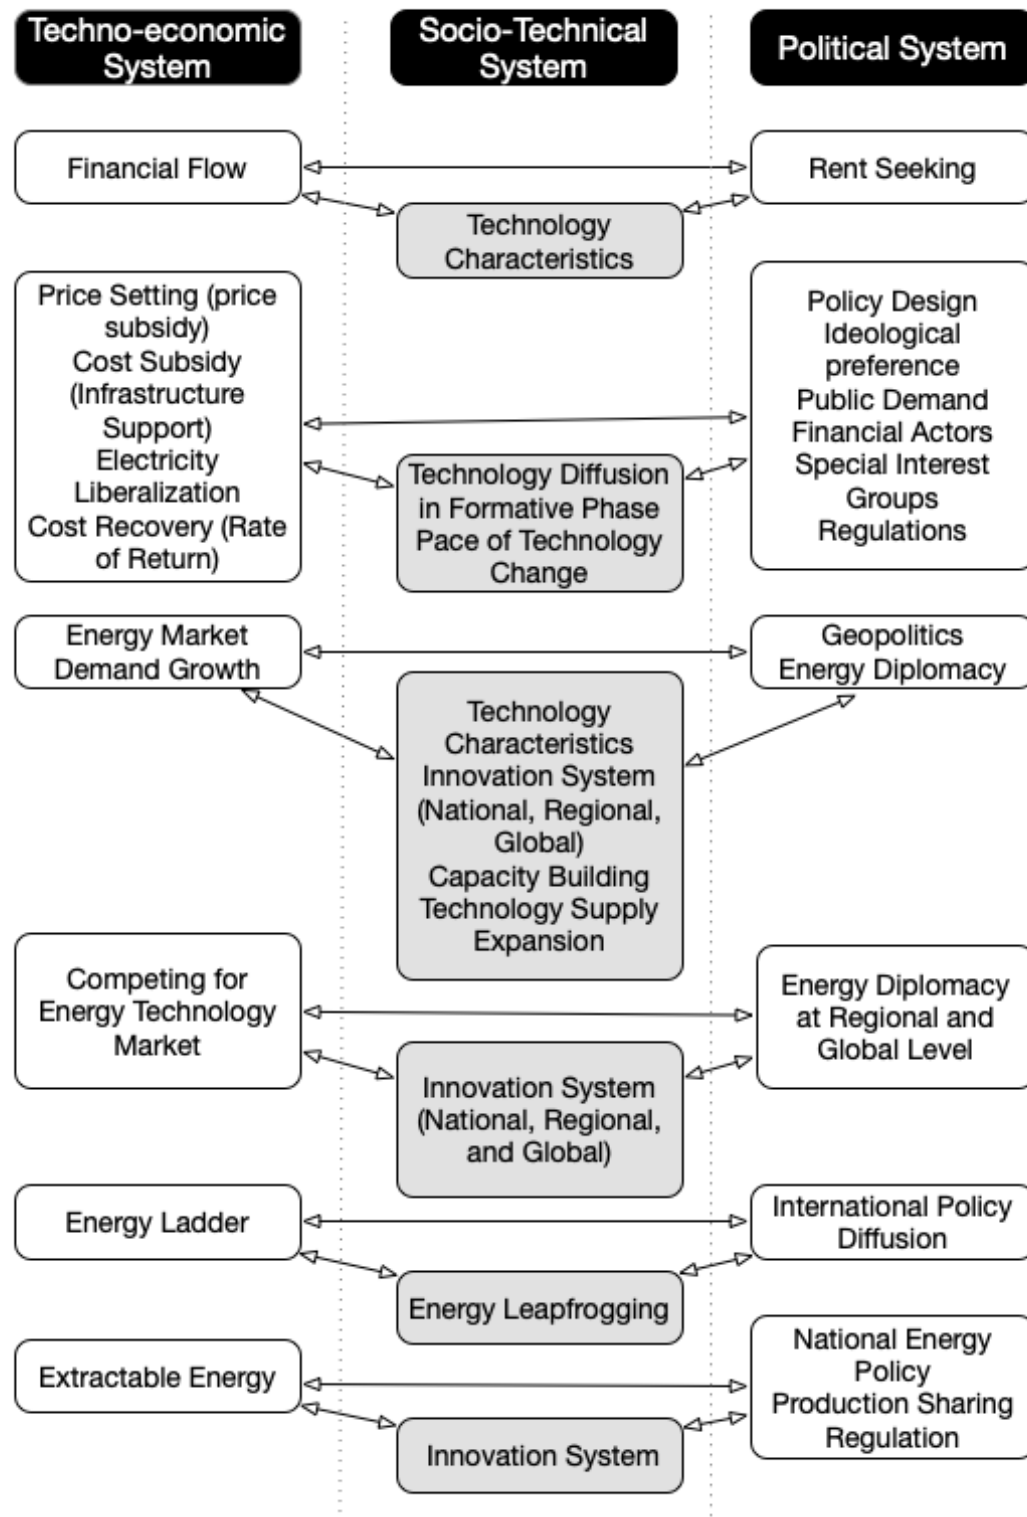 Techno-economic
System
Socio-Technical
System
Political System
Financial Flow
Rent Seeking
Technology
Characteristics
Price Setting (price
subsidy)
Cost Subsidy
(Infrastructure
Support)
Electricity
Liberalization
Cost Recovery (Rate
of Return)
Policy Design
Ideological
preference
Public Demand
Financial Actors
Special Interest
Groups
Regulations
Technology Diffusion
in Formative Phase
Pace of Technology
Change
Energy Market
Demand Growth
Geopolitics
Energy Diplomacy
Technology
Characteristics
Innovation System
(National, Regional,
Global)
Capacity Building
Technology Supply
Expansion
Competing for
Energy Technology
Market
Energy Diplomacy
at Regional and
Global Level
Innovation System
(National, Regional,
and Global)
Energy Ladder
International Policy
Diffusion
Energy Leapfrogging
Extractable Energy
National Energy
Policy
Production Sharing
Regulation
Innovation System